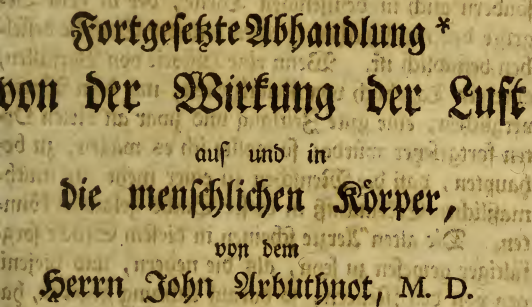 Fortgesetzte Abhandlung *
von der Wirkung der Luft
auf und in
die menschlichen Körper,
von dem
Herrn John Arbuthnot, M. D.